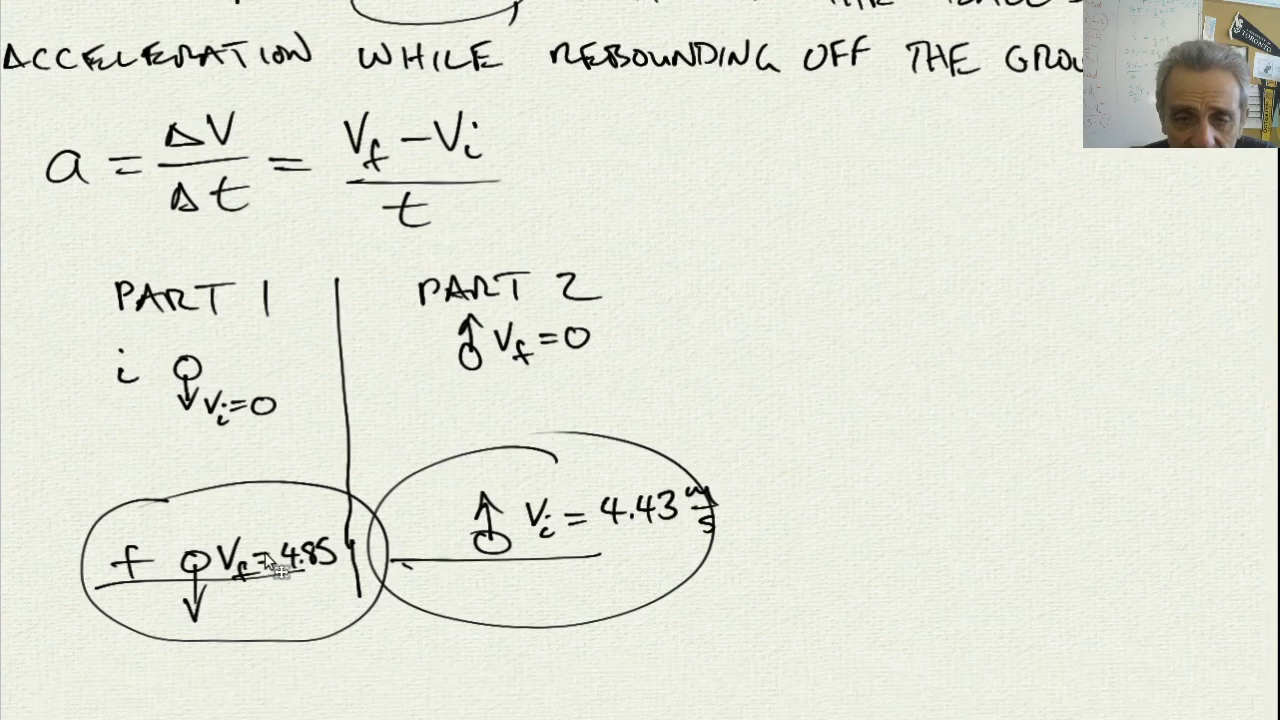 ACCELERATION WHILE REBOUNDING OFF THE
a = ΔV/Δt = (Vf − Vi)/t
PART 1
PART 2
Vf = 0
i
Vi = 0
Vi = 4.43 m/s
f Vf = 4.85